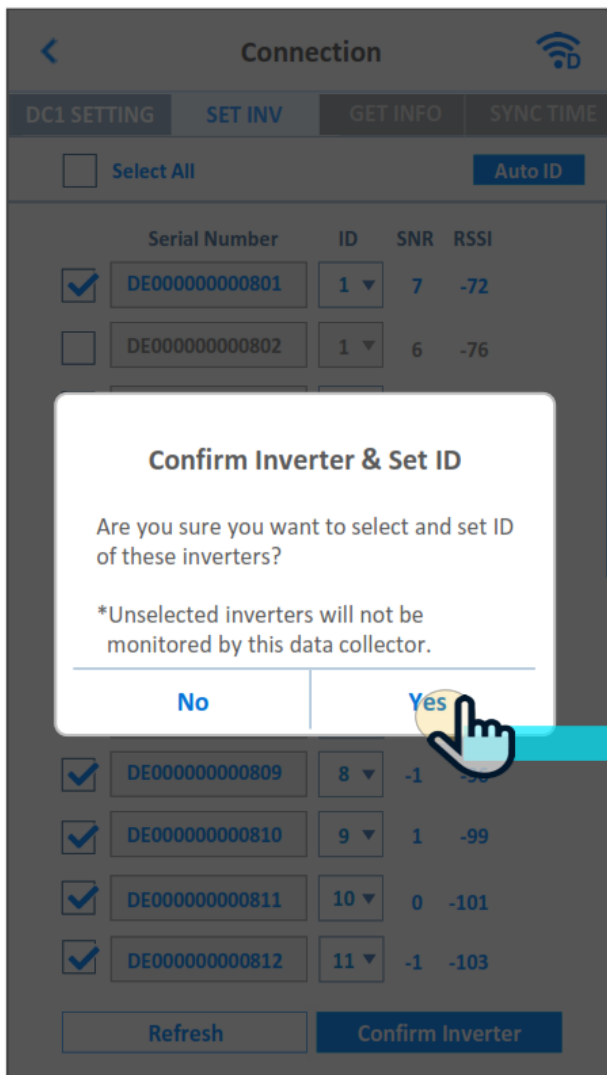 Connection
D
DC1 SETTING SET INV GET INFO SYNC TIME
Select All Auto ID
Serial Number ID SNR RSSI
DE000000000801 1 7 -72
DE000000000802 1 6 -76
Confirm Inverter & Set ID
Are you sure you want to select and set ID
of these inverters?
*Unselected inverters will not be
monitored by this data collector.
No Yes
DE000000000809 8 -1
DE000000000810 9 1 -99
DE000000000811 10 0 -101
DE000000000812 11 -1 -103
Refresh Confirm Inverter